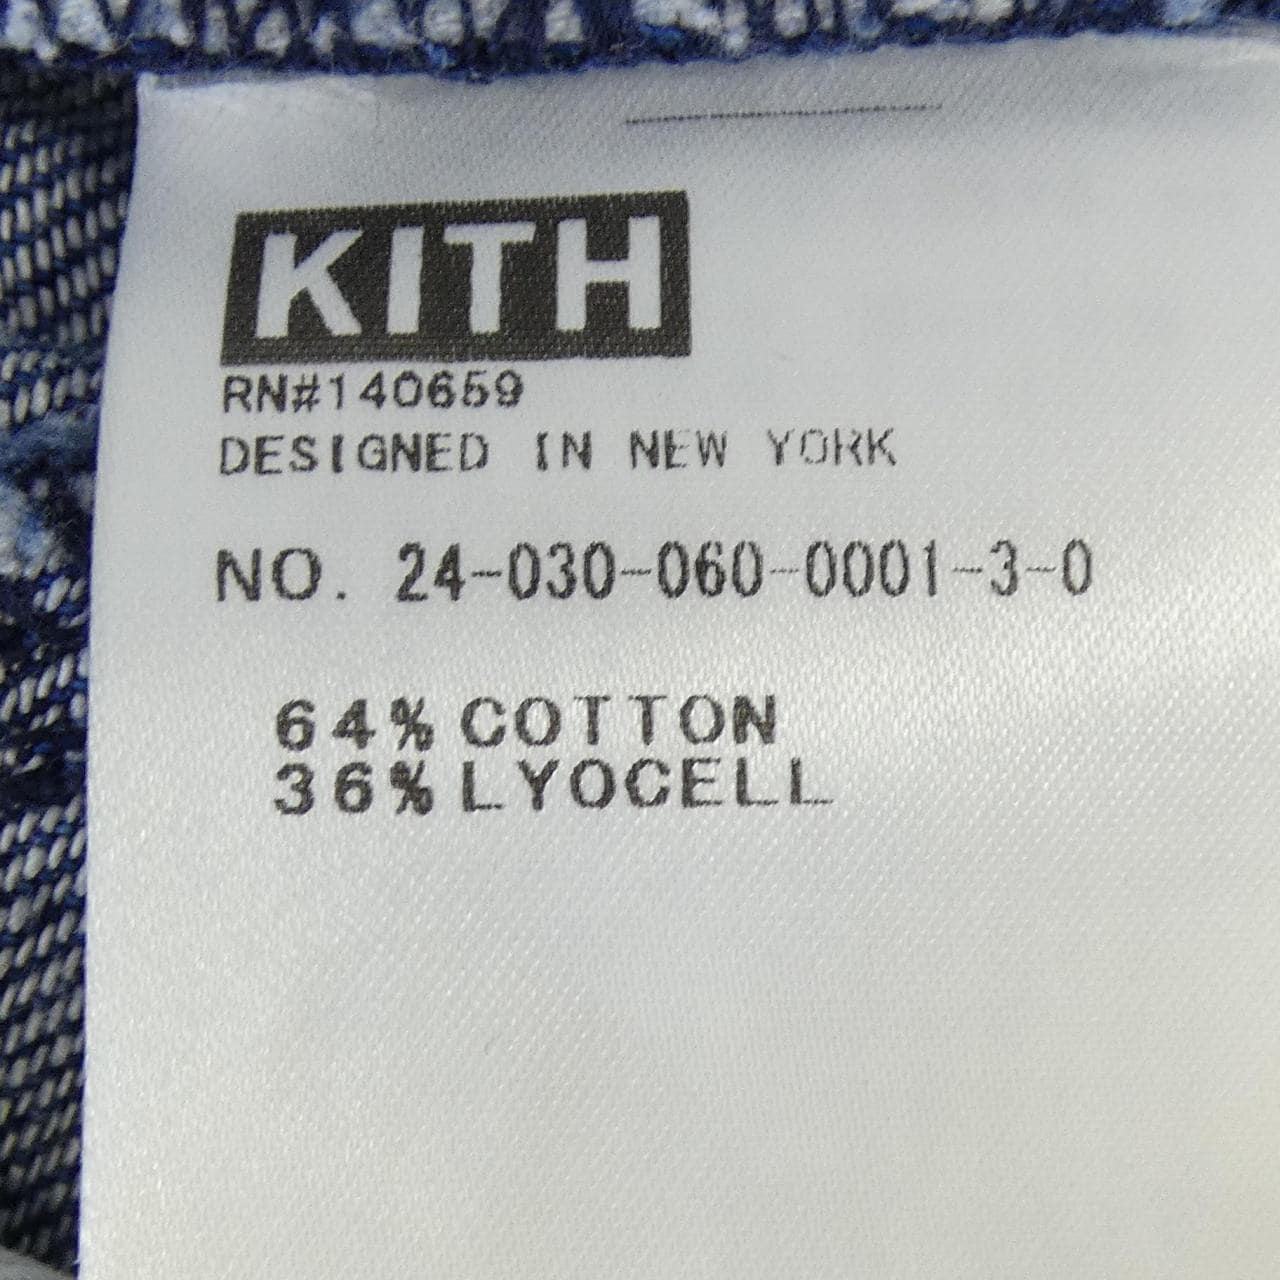 KITH
RN#140659
DESIGNED IN NEW YORK
NO. 24-030-060-0001-3-0
64% COTTON
36% LYOCELL